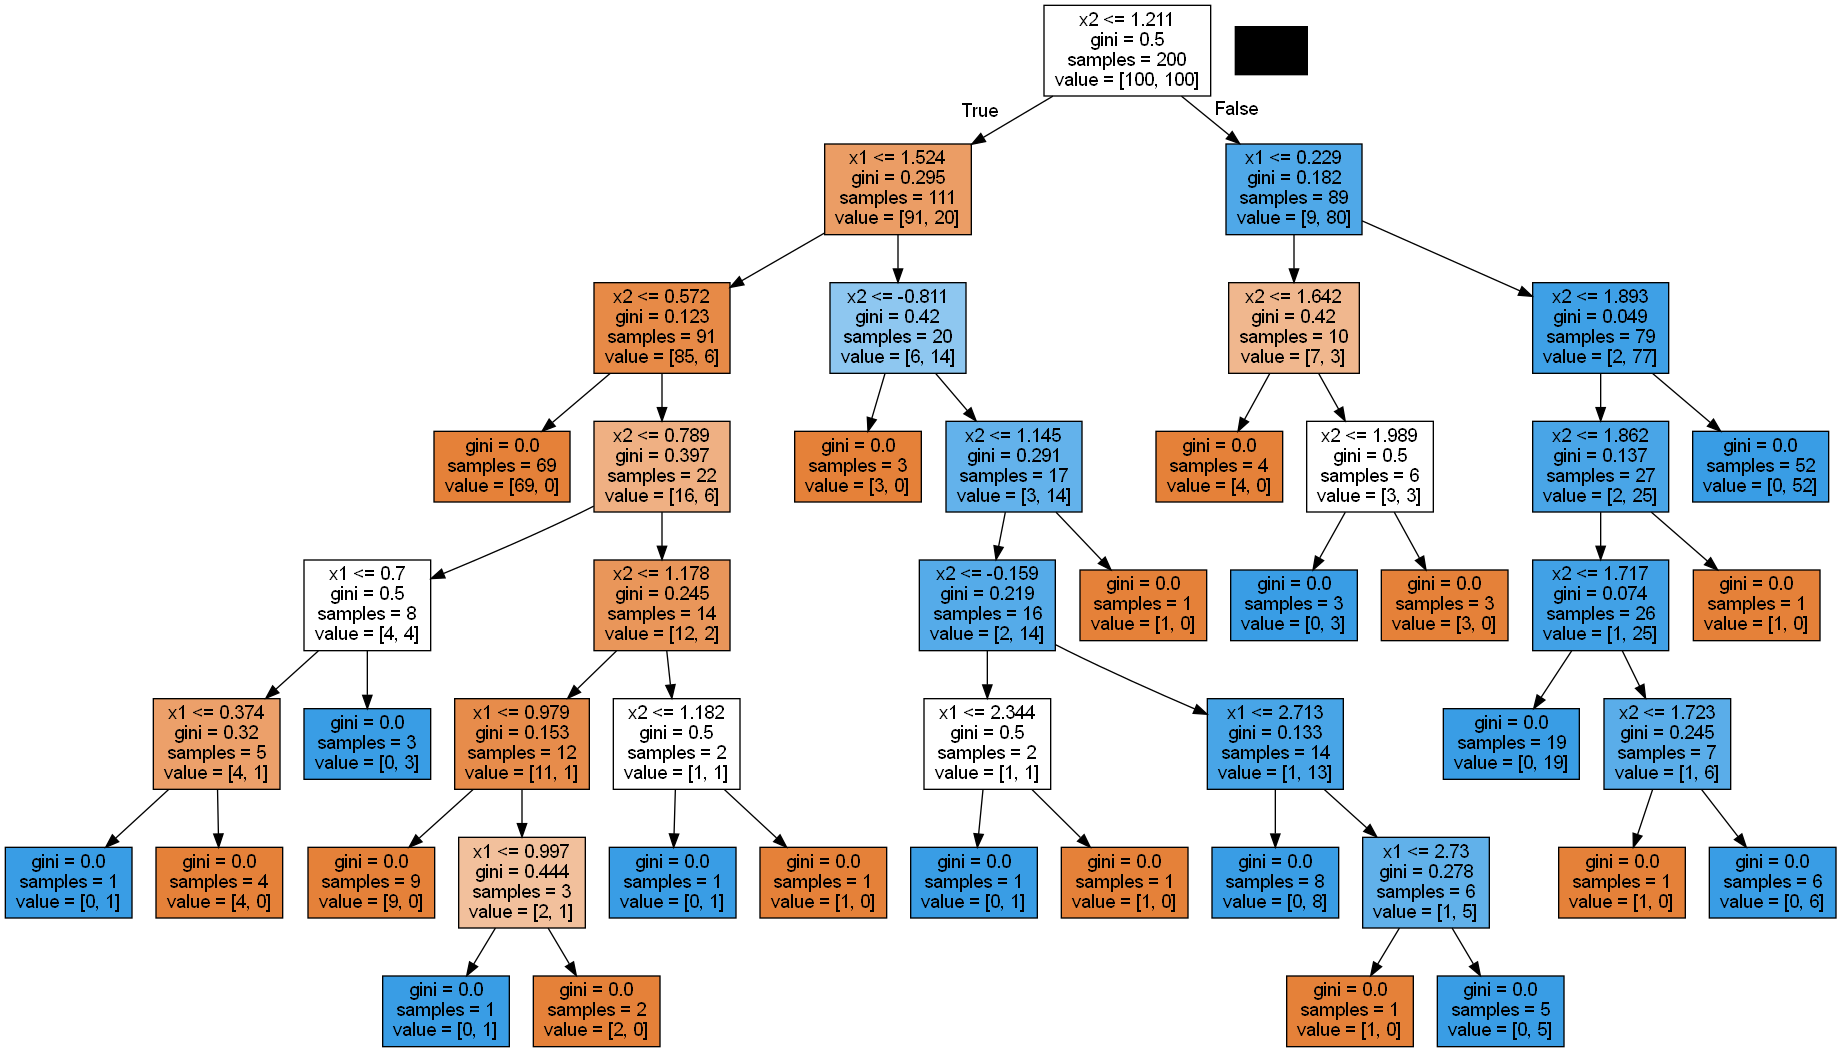 x2 <= 1.211
gini = 0.5
samples = 200
value = [100, 100]
True
False
x1 <= 1.524
gini = 0.295
samples = 111
value = [91, 20]
x1 <= 0.229
gini = 0.182
samples = 89
value = [9, 80]
x2 <= 0.572
gini = 0.123
samples = 91
value = [85, 6]
x2 <= -0.811
gini = 0.42
samples = 20
value = [6, 14]
x2 <= 1.642
gini = 0.42
samples = 10
value = [7, 3]
x2 <= 1.893
gini = 0.049
samples = 79
value = [2, 77]
gini = 0.0
samples = 69
value = [69, 0]
x2 <= 0.789
gini = 0.397
samples = 22
value = [16, 6]
gini = 0.0
samples = 3
value = [3, 0]
x2 <= 1.145
gini = 0.291
samples = 17
value = [3, 14]
gini = 0.0
samples = 4
value = [4, 0]
x2 <= 1.989
gini = 0.5
samples = 6
value = [3, 3]
x2 <= 1.862
gini = 0.137
samples = 27
value = [2, 25]
gini = 0.0
samples = 52
value = [0, 52]
x1 <= 0.7
gini = 0.5
samples = 8
value = [4, 4]
x2 <= 1.178
gini = 0.245
samples = 14
value = [12, 2]
x2 <= -0.159
gini = 0.219
samples = 16
value = [2, 14]
gini = 0.0
samples = 1
value = [1, 0]
gini = 0.0
samples = 3
value = [0, 3]
gini = 0.0
samples = 3
value = [3, 0]
x2 <= 1.717
gini = 0.074
samples = 26
value = [1, 25]
gini = 0.0
samples = 1
value = [1, 0]
x1 <= 0.374
gini = 0.32
samples = 5
value = [4, 1]
gini = 0.0
samples = 3
value = [0, 3]
x1 <= 0.979
gini = 0.153
samples = 12
value = [11, 1]
x2 <= 1.182
gini = 0.5
samples = 2
value = [1, 1]
x1 <= 2.344
gini = 0.5
samples = 2
value = [1, 1]
x1 <= 2.713
gini = 0.133
samples = 14
value = [1, 13]
gini = 0.0
samples = 19
value = [0, 19]
x2 <= 1.723
gini = 0.245
samples = 7
value = [1, 6]
gini = 0.0
samples = 1
value = [0, 1]
gini = 0.0
samples = 4
value = [4, 0]
gini = 0.0
samples = 9
value = [9, 0]
x1 <= 0.997
gini = 0.444
samples = 3
value = [2, 1]
gini = 0.0
samples = 1
value = [0, 1]
gini = 0.0
samples = 1
value = [1, 0]
gini = 0.0
samples = 1
value = [0, 1]
gini = 0.0
samples = 1
value = [1, 0]
gini = 0.0
samples = 8
value = [0, 8]
x1 <= 2.73
gini = 0.278
samples = 6
value = [1, 5]
gini = 0.0
samples = 1
value = [1, 0]
gini = 0.0
samples = 6
value = [0, 6]
gini = 0.0
samples = 1
value = [0, 1]
gini = 0.0
samples = 2
value = [2, 0]
gini = 0.0
samples = 1
value = [1, 0]
gini = 0.0
samples = 5
value = [0, 5]